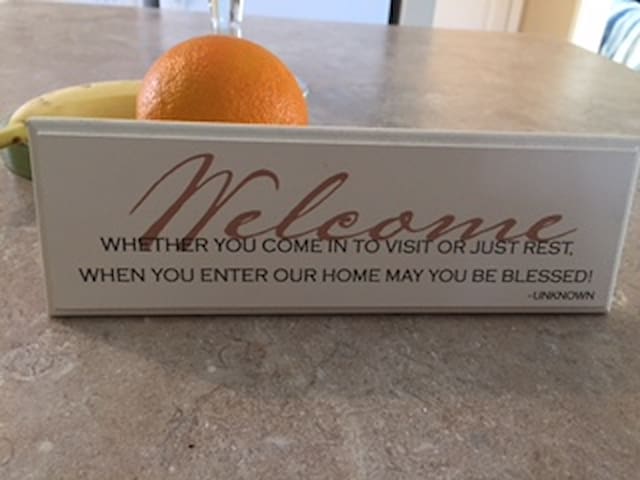 Welcome
WHETHER YOU COME IN TO VISIT OR JUST REST,
WHEN YOU ENTER OUR HOME MAY YOU BE BLESSED!
-UNKNOWN